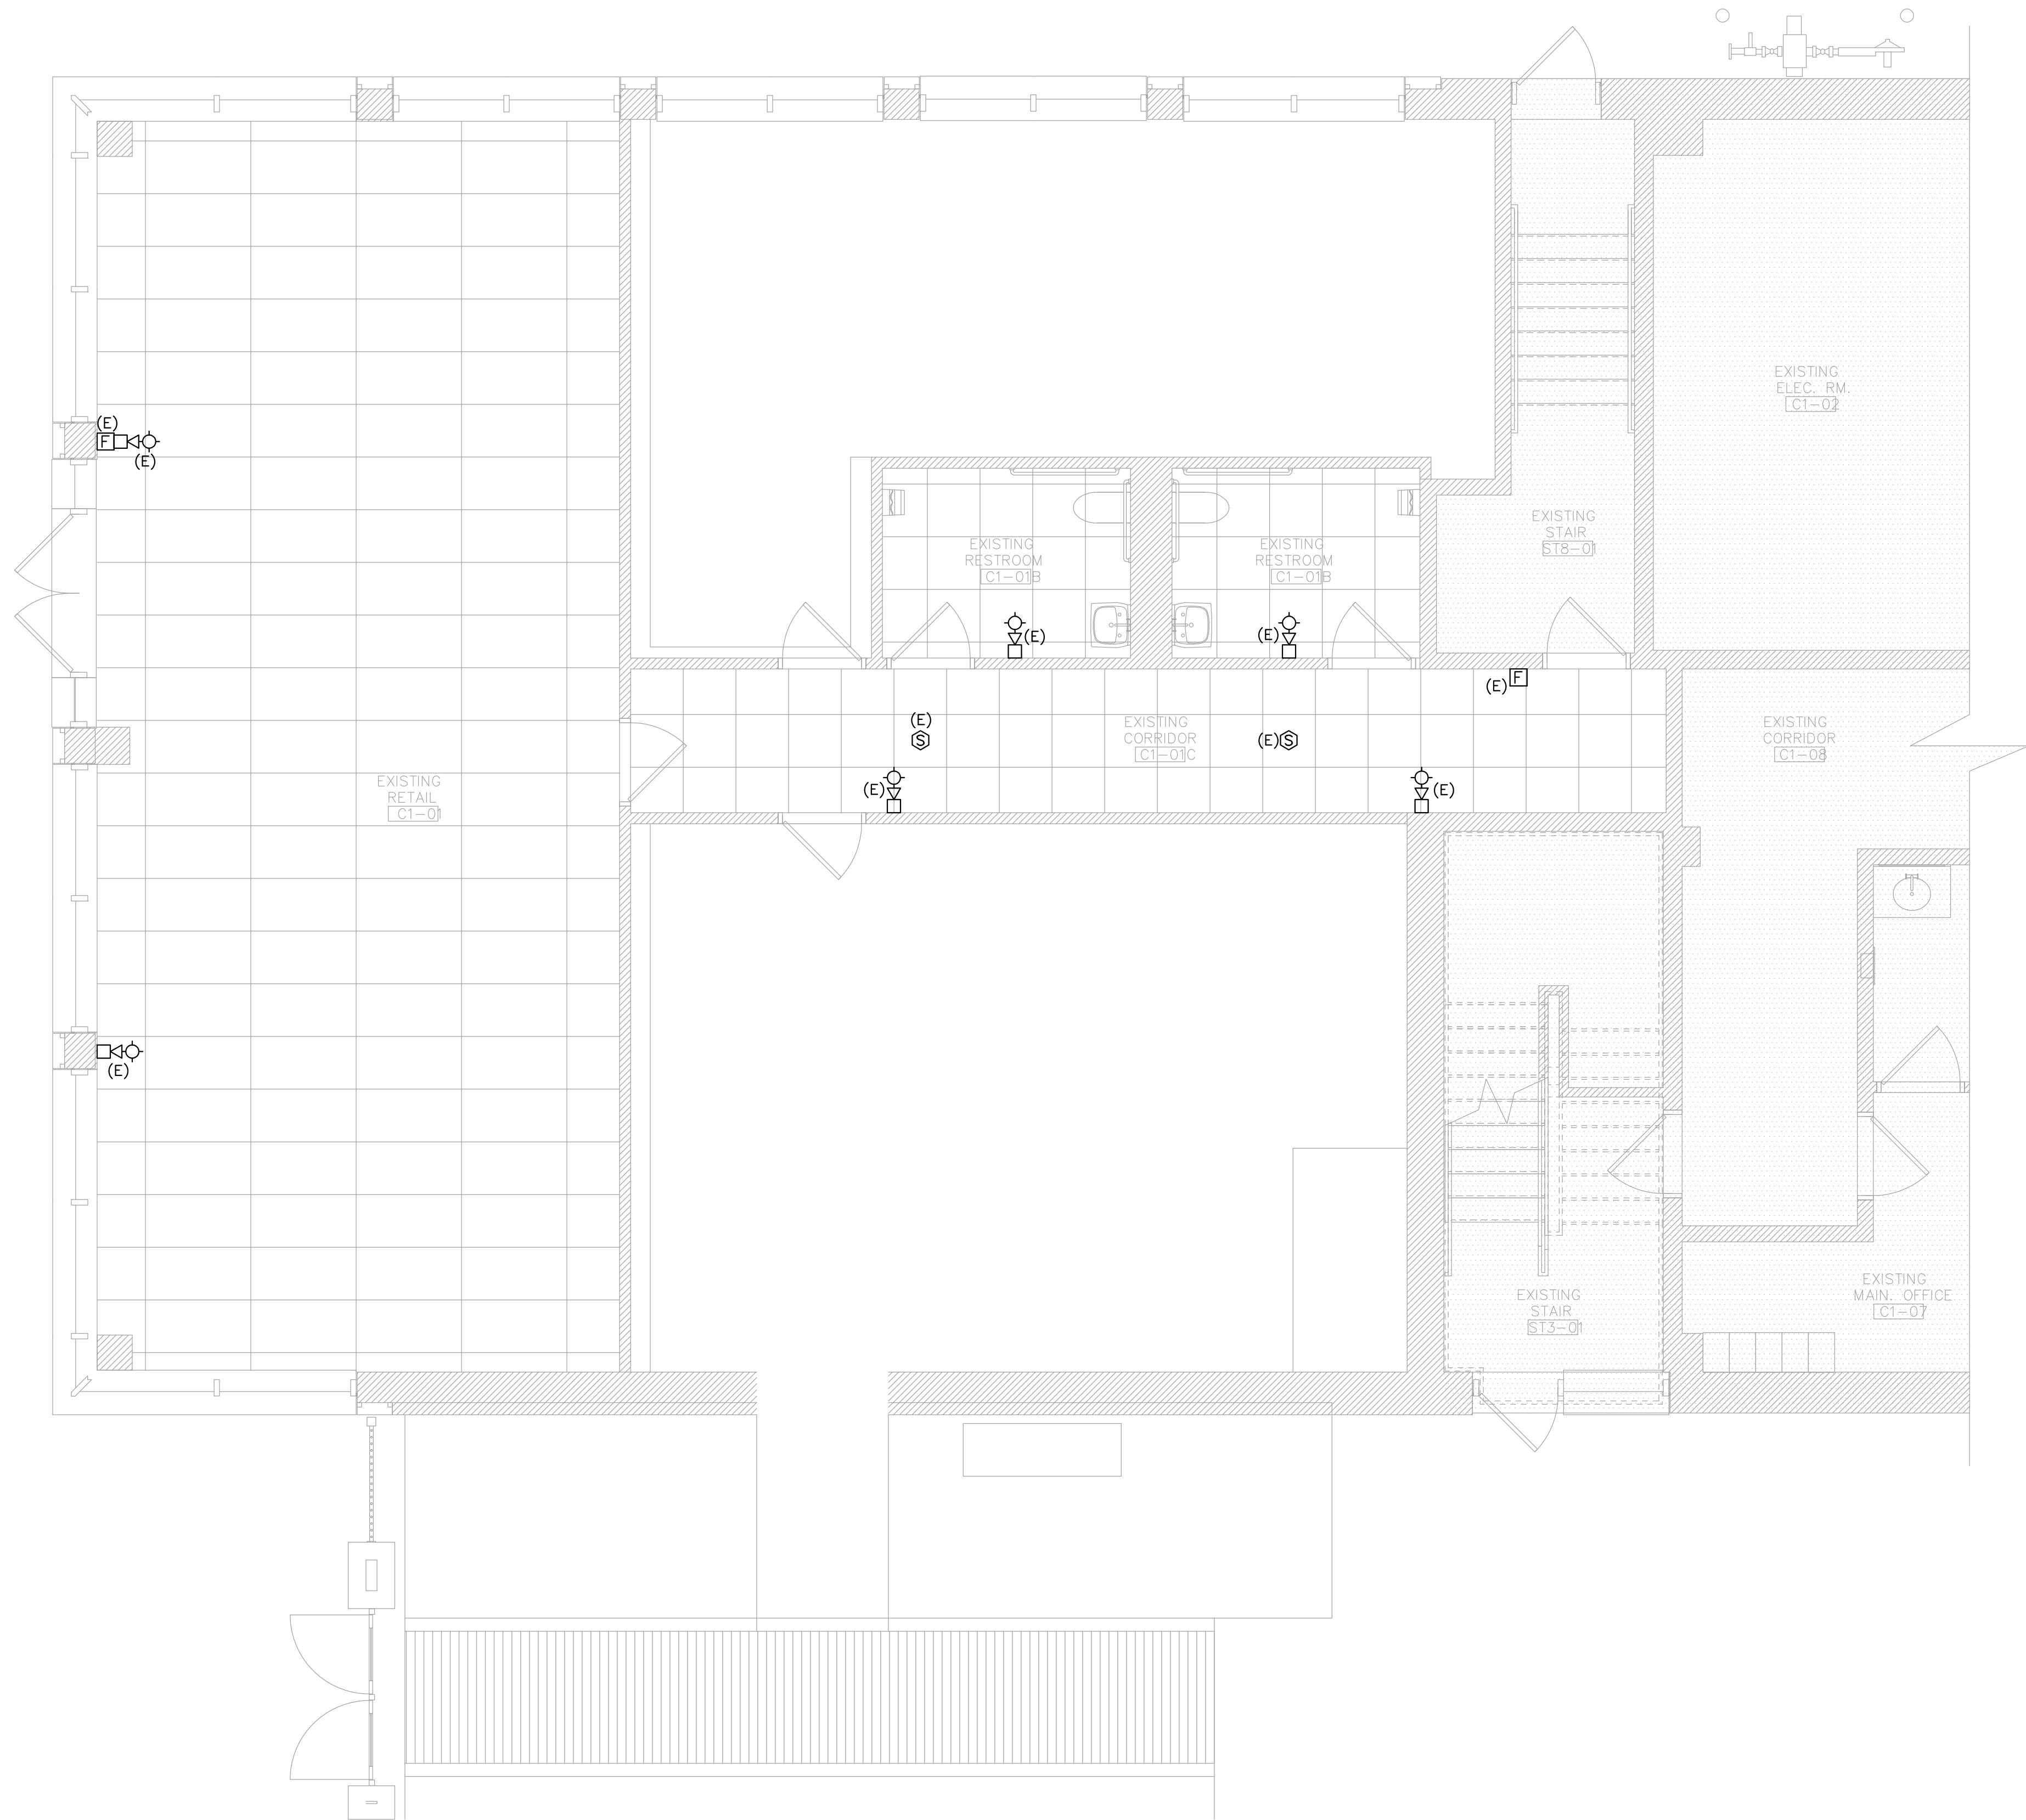 EXISTING
ELEC. RM.
C1-02
(E)
F
(E)
EXISTING
STAIR
ST8-01
EXISTING
RESTROOM
C1-01B
EXISTING
RESTROOM
C1-01B
(E)
(E)
F
(E)
(E)
S
(E)
S
EXISTING
CORRIDOR
C1-01C
EXISTING
CORRIDOR
C1-08
EXISTING
RETAIL
C1-01
(E)
(E)
(E)
EXISTING
MAIN. OFFICE
C1-07
EXISTING
STAIR
ST3-01